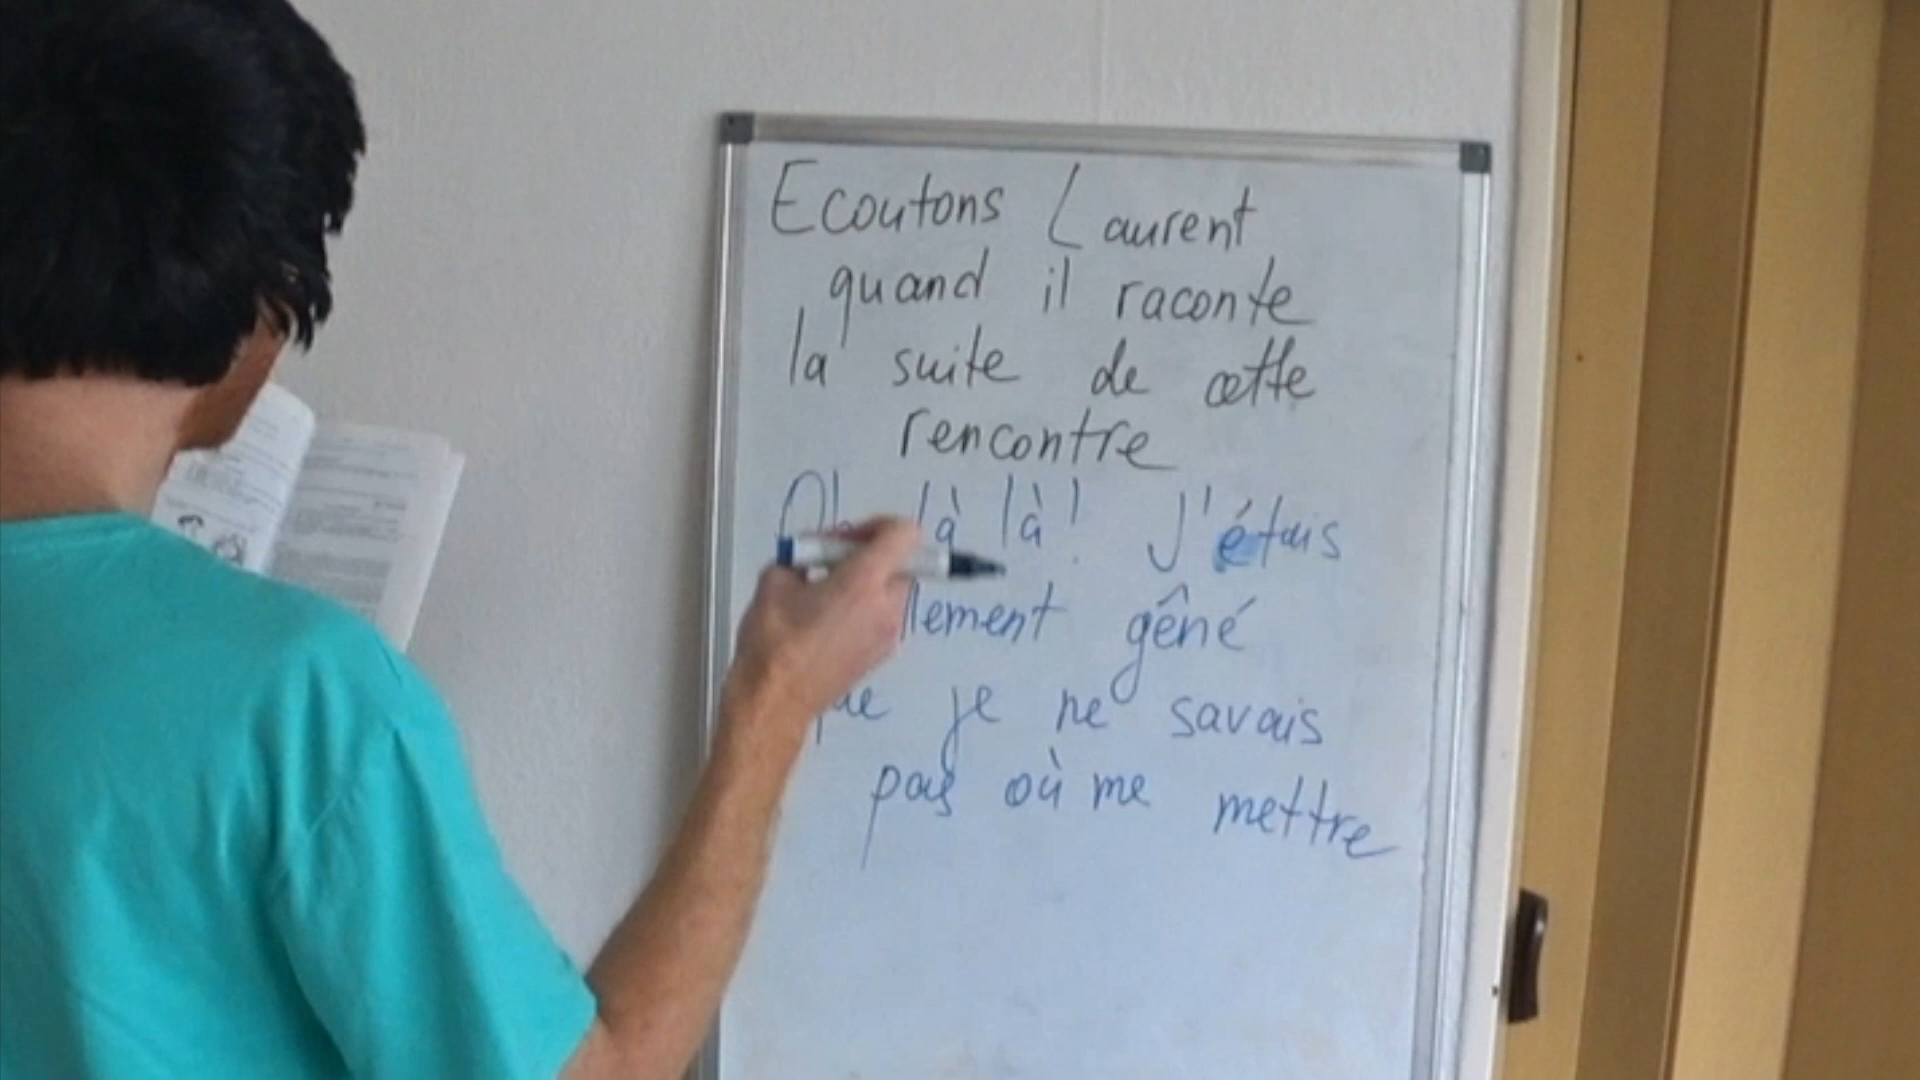 Ecoutons Laurent
quand il raconte
la suite de cette
rencontre
Oh là là! J'étais
llement gêné
que je ne savais
pas où me mettre